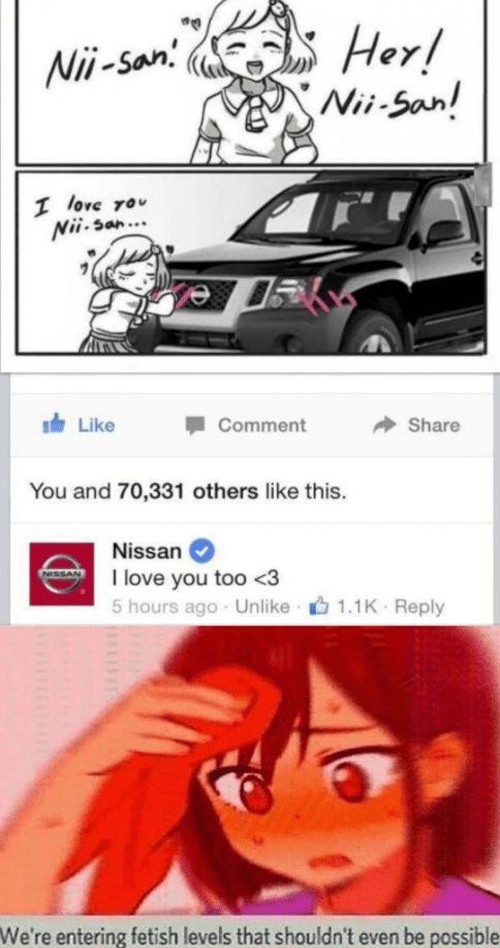 Nii-san!
Hey!
Nii-San!
I love you
Nii-san...
Like
Comment
Share
You and 70,331 others like this.
Nissan
NISSAN
I love you too <3
5 hours ago · Unlike · 1.1K · Reply
We're entering fetish levels that shouldn't even be possible